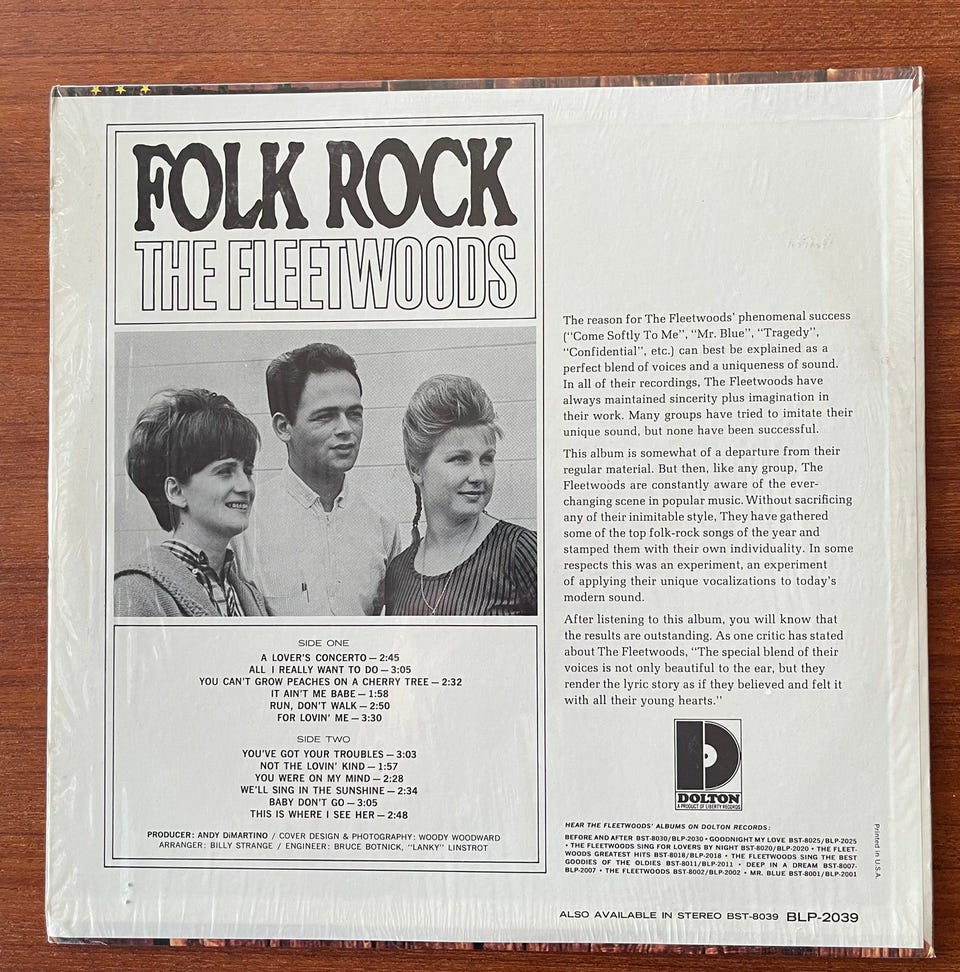 FOLK ROCK
THE FLEETWOODS
The reason for The Fleetwoods' phenomenal success
("Come Softly To Me", "Mr. Blue", "Tragedy",
"Confidential", etc.) can best be explained as a
perfect blend of voices and a uniqueness of sound.
In all of their recordings, The Fleetwoods have
always maintained sincerity plus imagination in
their work. Many groups have tried to imitate their
unique sound, but none have been successful.
This album is somewhat of a departure from their
regular material. But then, like any group, The
Fleetwoods are constantly aware of the ever-
changing scene in popular music. Without sacrificing
any of their inimitable style, They have gathered
some of the top folk-rock songs of the year and
stamped them with their own individuality. In some
respects this was an experiment, an experiment
of applying their unique vocalizations to today's
modern sound.
After listening to this album, you will know that
the results are outstanding. As one critic has stated
about The Fleetwoods, "The special blend of their
voices is not only beautiful to the ear, but they
render the lyric story as if they believed and felt it
with all their young hearts."
SIDE ONE
A LOVER'S CONCERTO — 2:45
ALL I REALLY WANT TO DO — 3:05
YOU CAN'T GROW PEACHES ON A CHERRY TREE — 2:32
IT AIN'T ME BABE — 1:58
RUN, DON'T WALK — 2:50
FOR LOVIN' ME — 3:30
SIDE TWO
YOU'VE GOT YOUR TROUBLES — 3:03
NOT THE LOVIN' KIND — 1:57
YOU WERE ON MY MIND — 2:28
WE'LL SING IN THE SUNSHINE — 2:34
BABY DON'T GO — 3:05
THIS IS WHERE I SEE HER — 2:48
PRODUCER: ANDY DiMARTINO / COVER DESIGN & PHOTOGRAPHY: WOODY WOODWARD
ARRANGER: BILLY STRANGE / ENGINEER: BRUCE BOTNICK, "LANKY" LINSTROT
DOLTON
A PRODUCT OF LIBERTY RECORDS
HEAR THE FLEETWOODS' ALBUMS ON DOLTON RECORDS:
BEFORE AND AFTER BST-8030/BLP-2030 • GOODNIGHT MY LOVE BST-8025/BLP-2025
• THE FLEETWOODS SING FOR LOVERS BY NIGHT BST-8020/BLP-2020 • THE FLEET-
WOODS GREATEST HITS BST-8018/BLP-2018 • THE FLEETWOODS SING THE BEST
GOODIES OF THE OLDIES BST-8011/BLP-2011 • DEEP IN A DREAM BST-8007-
BLP-2007 • THE FLEETWOODS BST-8002/BLP-2002 • MR. BLUE BST-8001/BLP-2001
Printed in U.S.A.
ALSO AVAILABLE IN STEREO BST-8039 BLP-2039